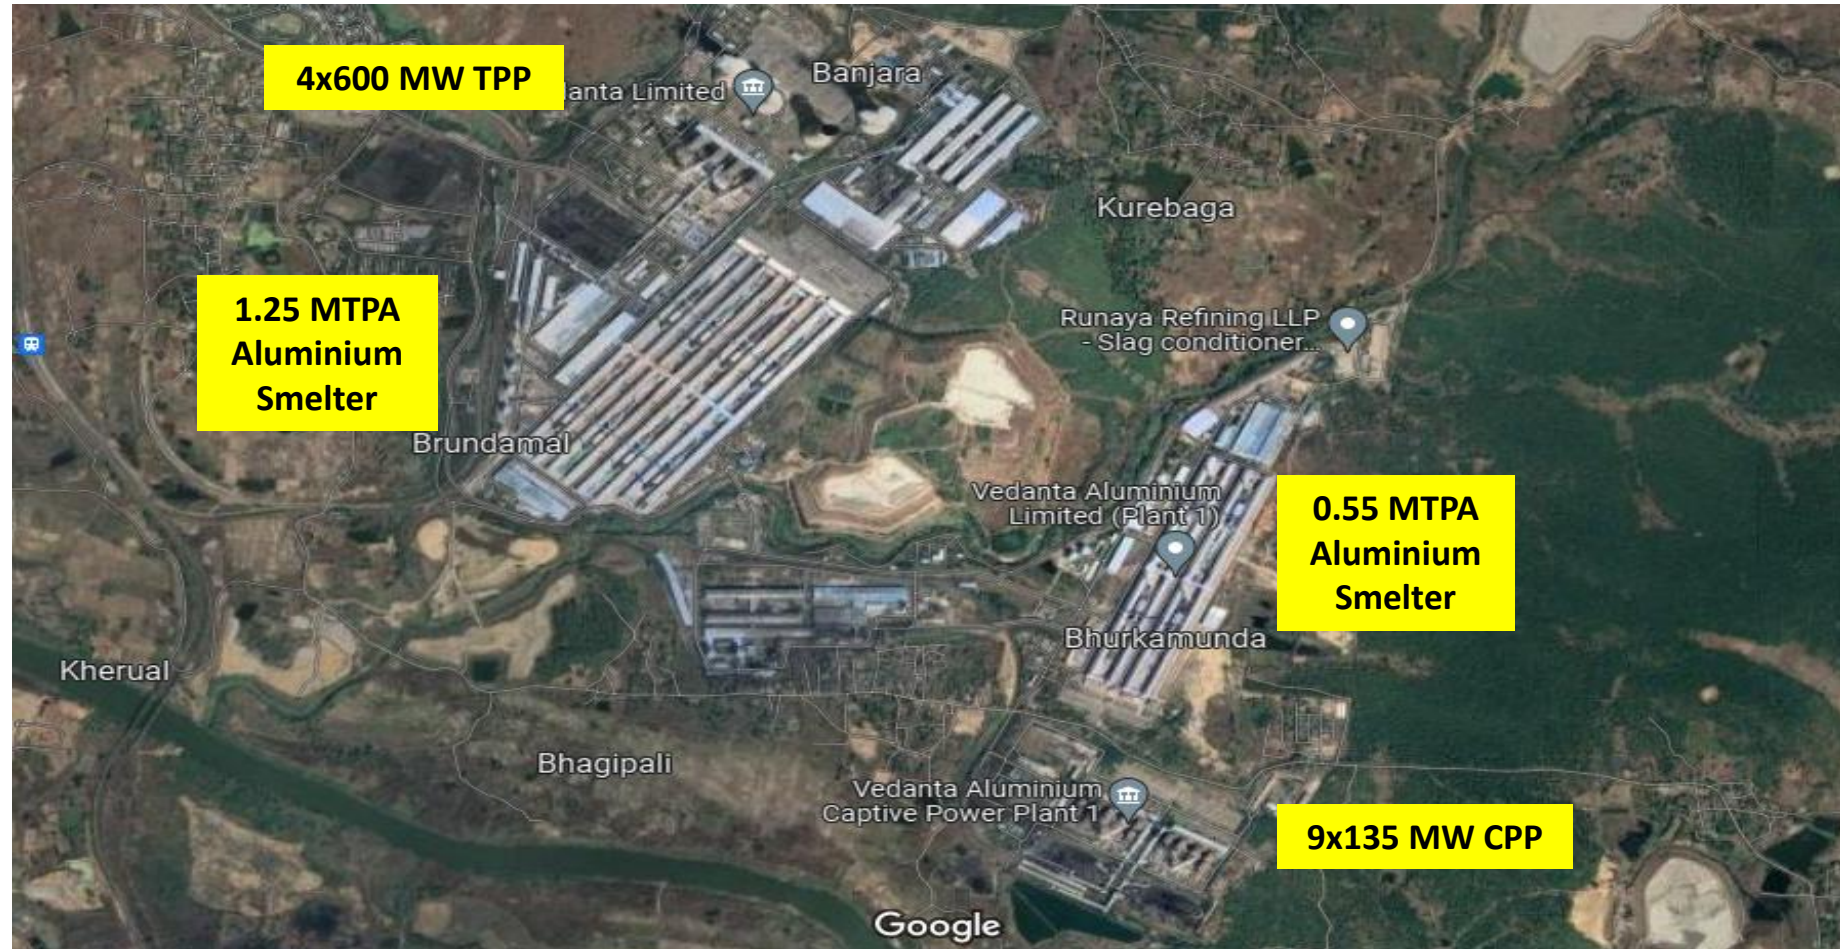 4x600 MW TPP
anta Limited
Banjara
Kurebaga
1.25 MTPA
Aluminium
Smelter
Runaya Refining LLP
- Slag conditioner...
Brundamal
Vedanta Aluminium
Limited (Plant 1)
0.55 MTPA
Aluminium
Smelter
Bhurkamunda
Kherual
Bhagipali
Vedanta Aluminium
Captive Power Plant 1
9x135 MW CPP
Google